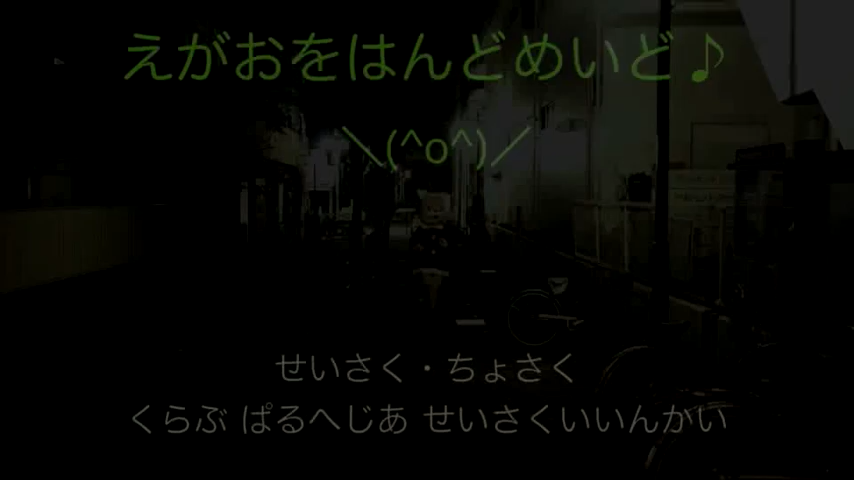 えがおをはんどめいど♪
＼(^o^)／
せいさく・ちょさく
くらぶ ぱるへじあ せいさくいいんかい